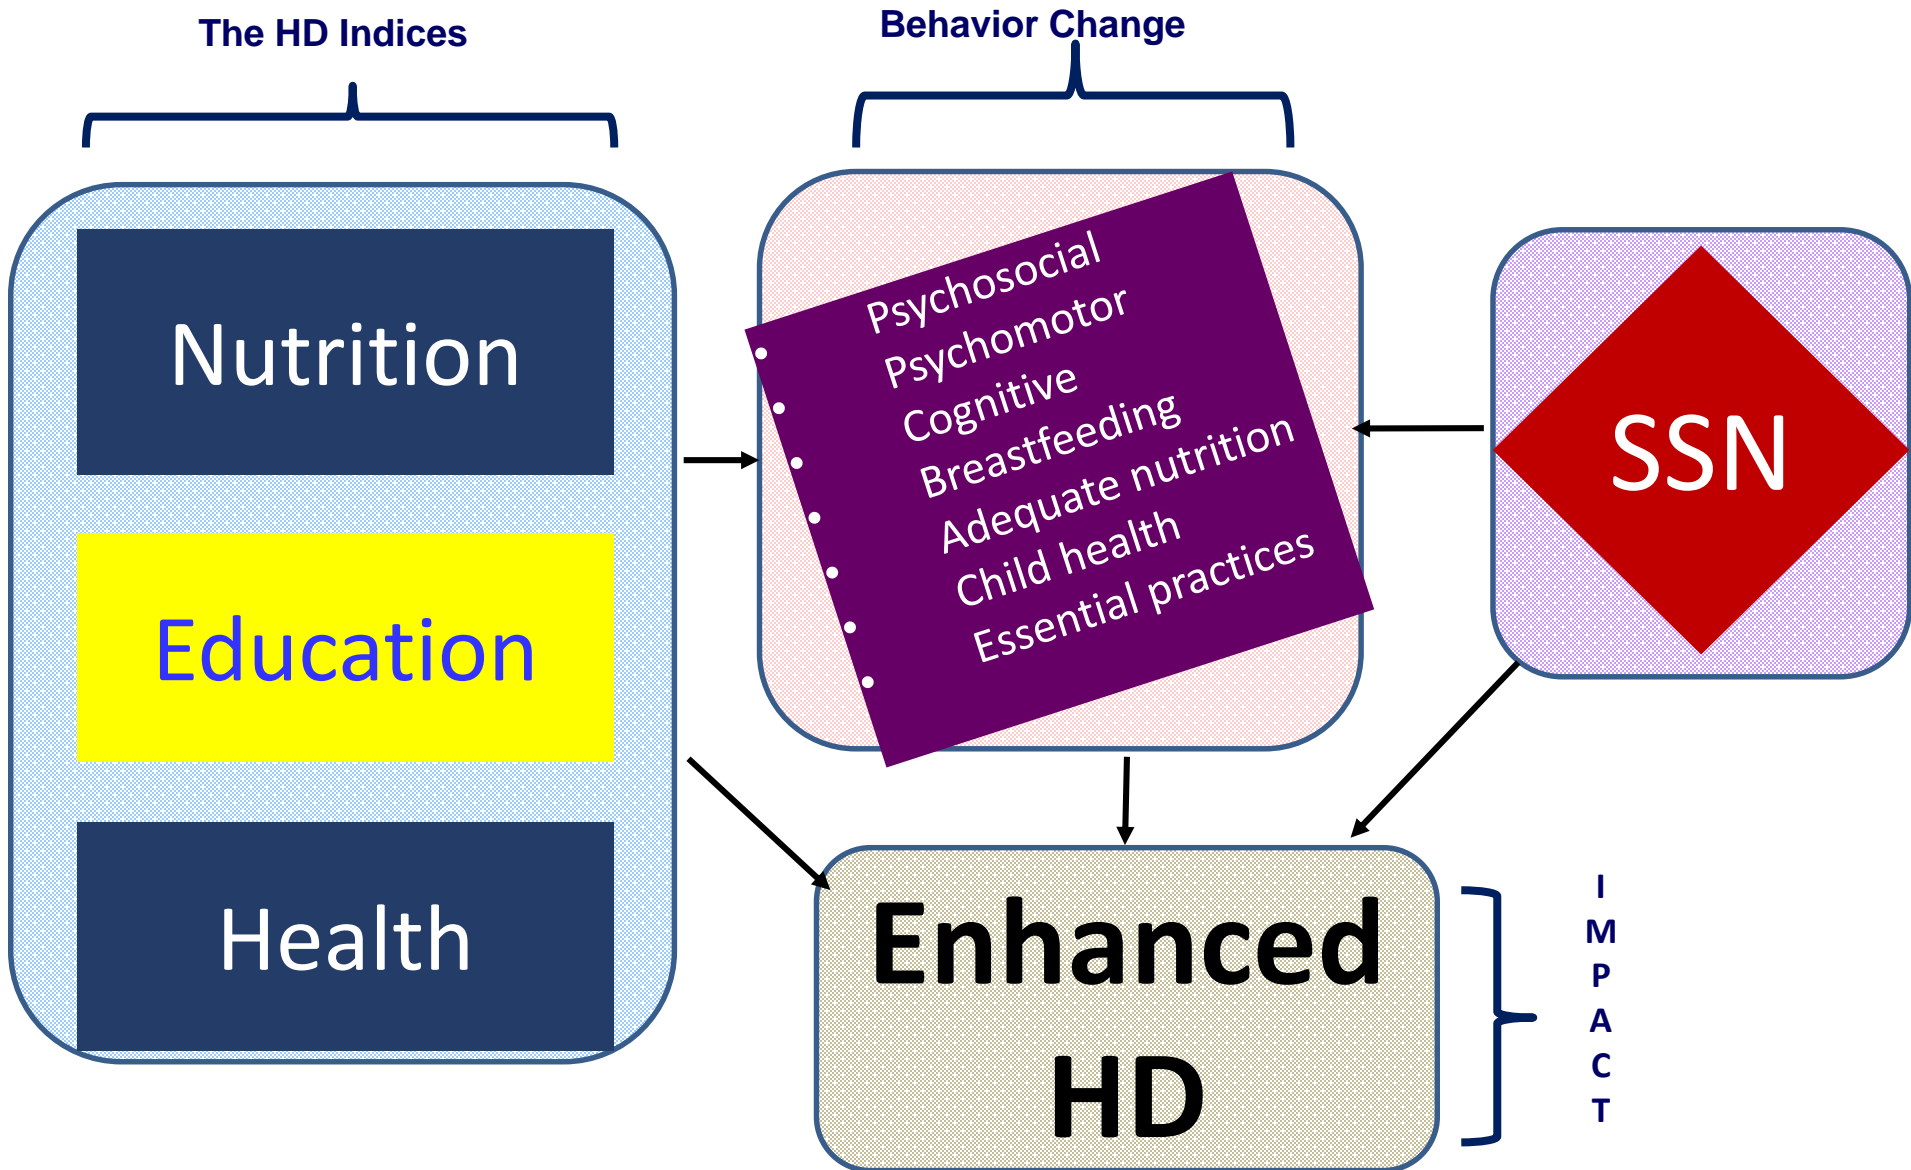 The HD Indices
Behavior Change
Nutrition
Education
Health
Psychosocial
Psychomotor
Cognitive
Breastfeeding
Adequate nutrition
Child health
Essential practices
SSN
Enhanced
HD
I
M
P
A
C
T